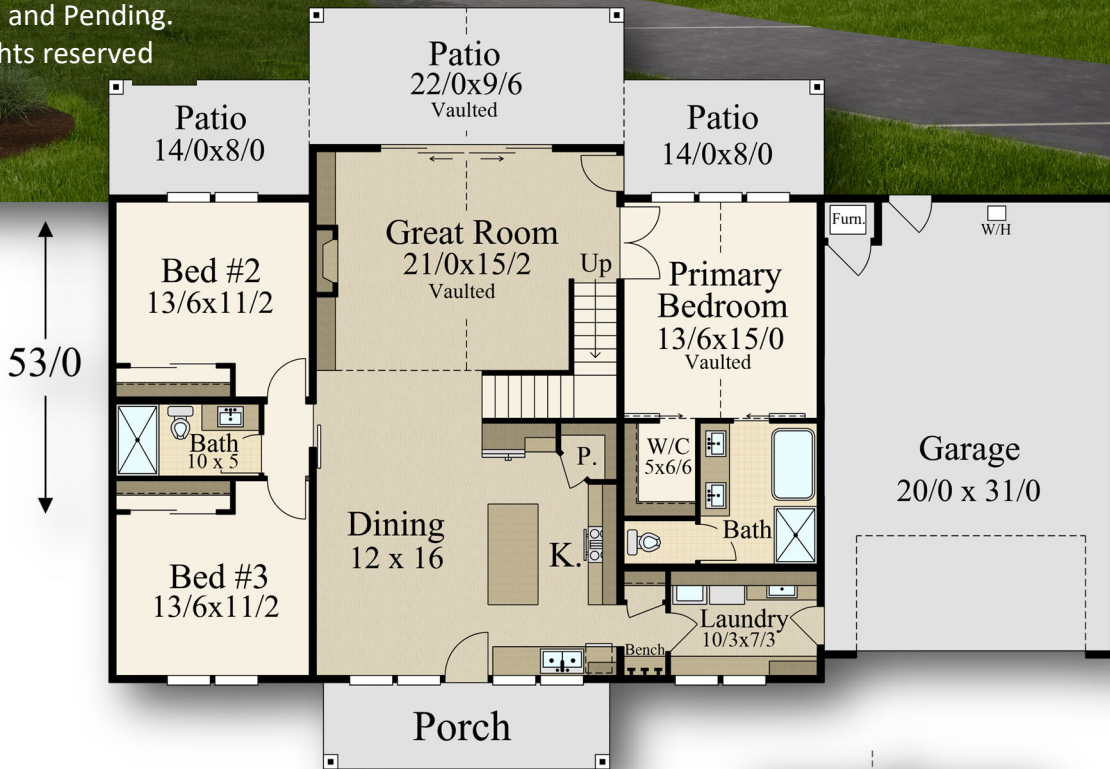 and Pending.
hts reserved
Patio
22/0x9/6
Vaulted
Patio
14/0x8/0
Patio
14/0x8/0
Furn.
W/H
Great Room
21/0x15/2
Vaulted
Up
Bed #2
13/6x11/2
Primary
Bedroom
13/6x15/0
Vaulted
53/0
Bath
10 x 5
P.
W/C
5x6/6
Garage
20/0 x 31/0
Dining
12 x 16
K.
Bath
Bed #3
13/6x11/2
Laundry
10/3x7/3
Bench
Porch